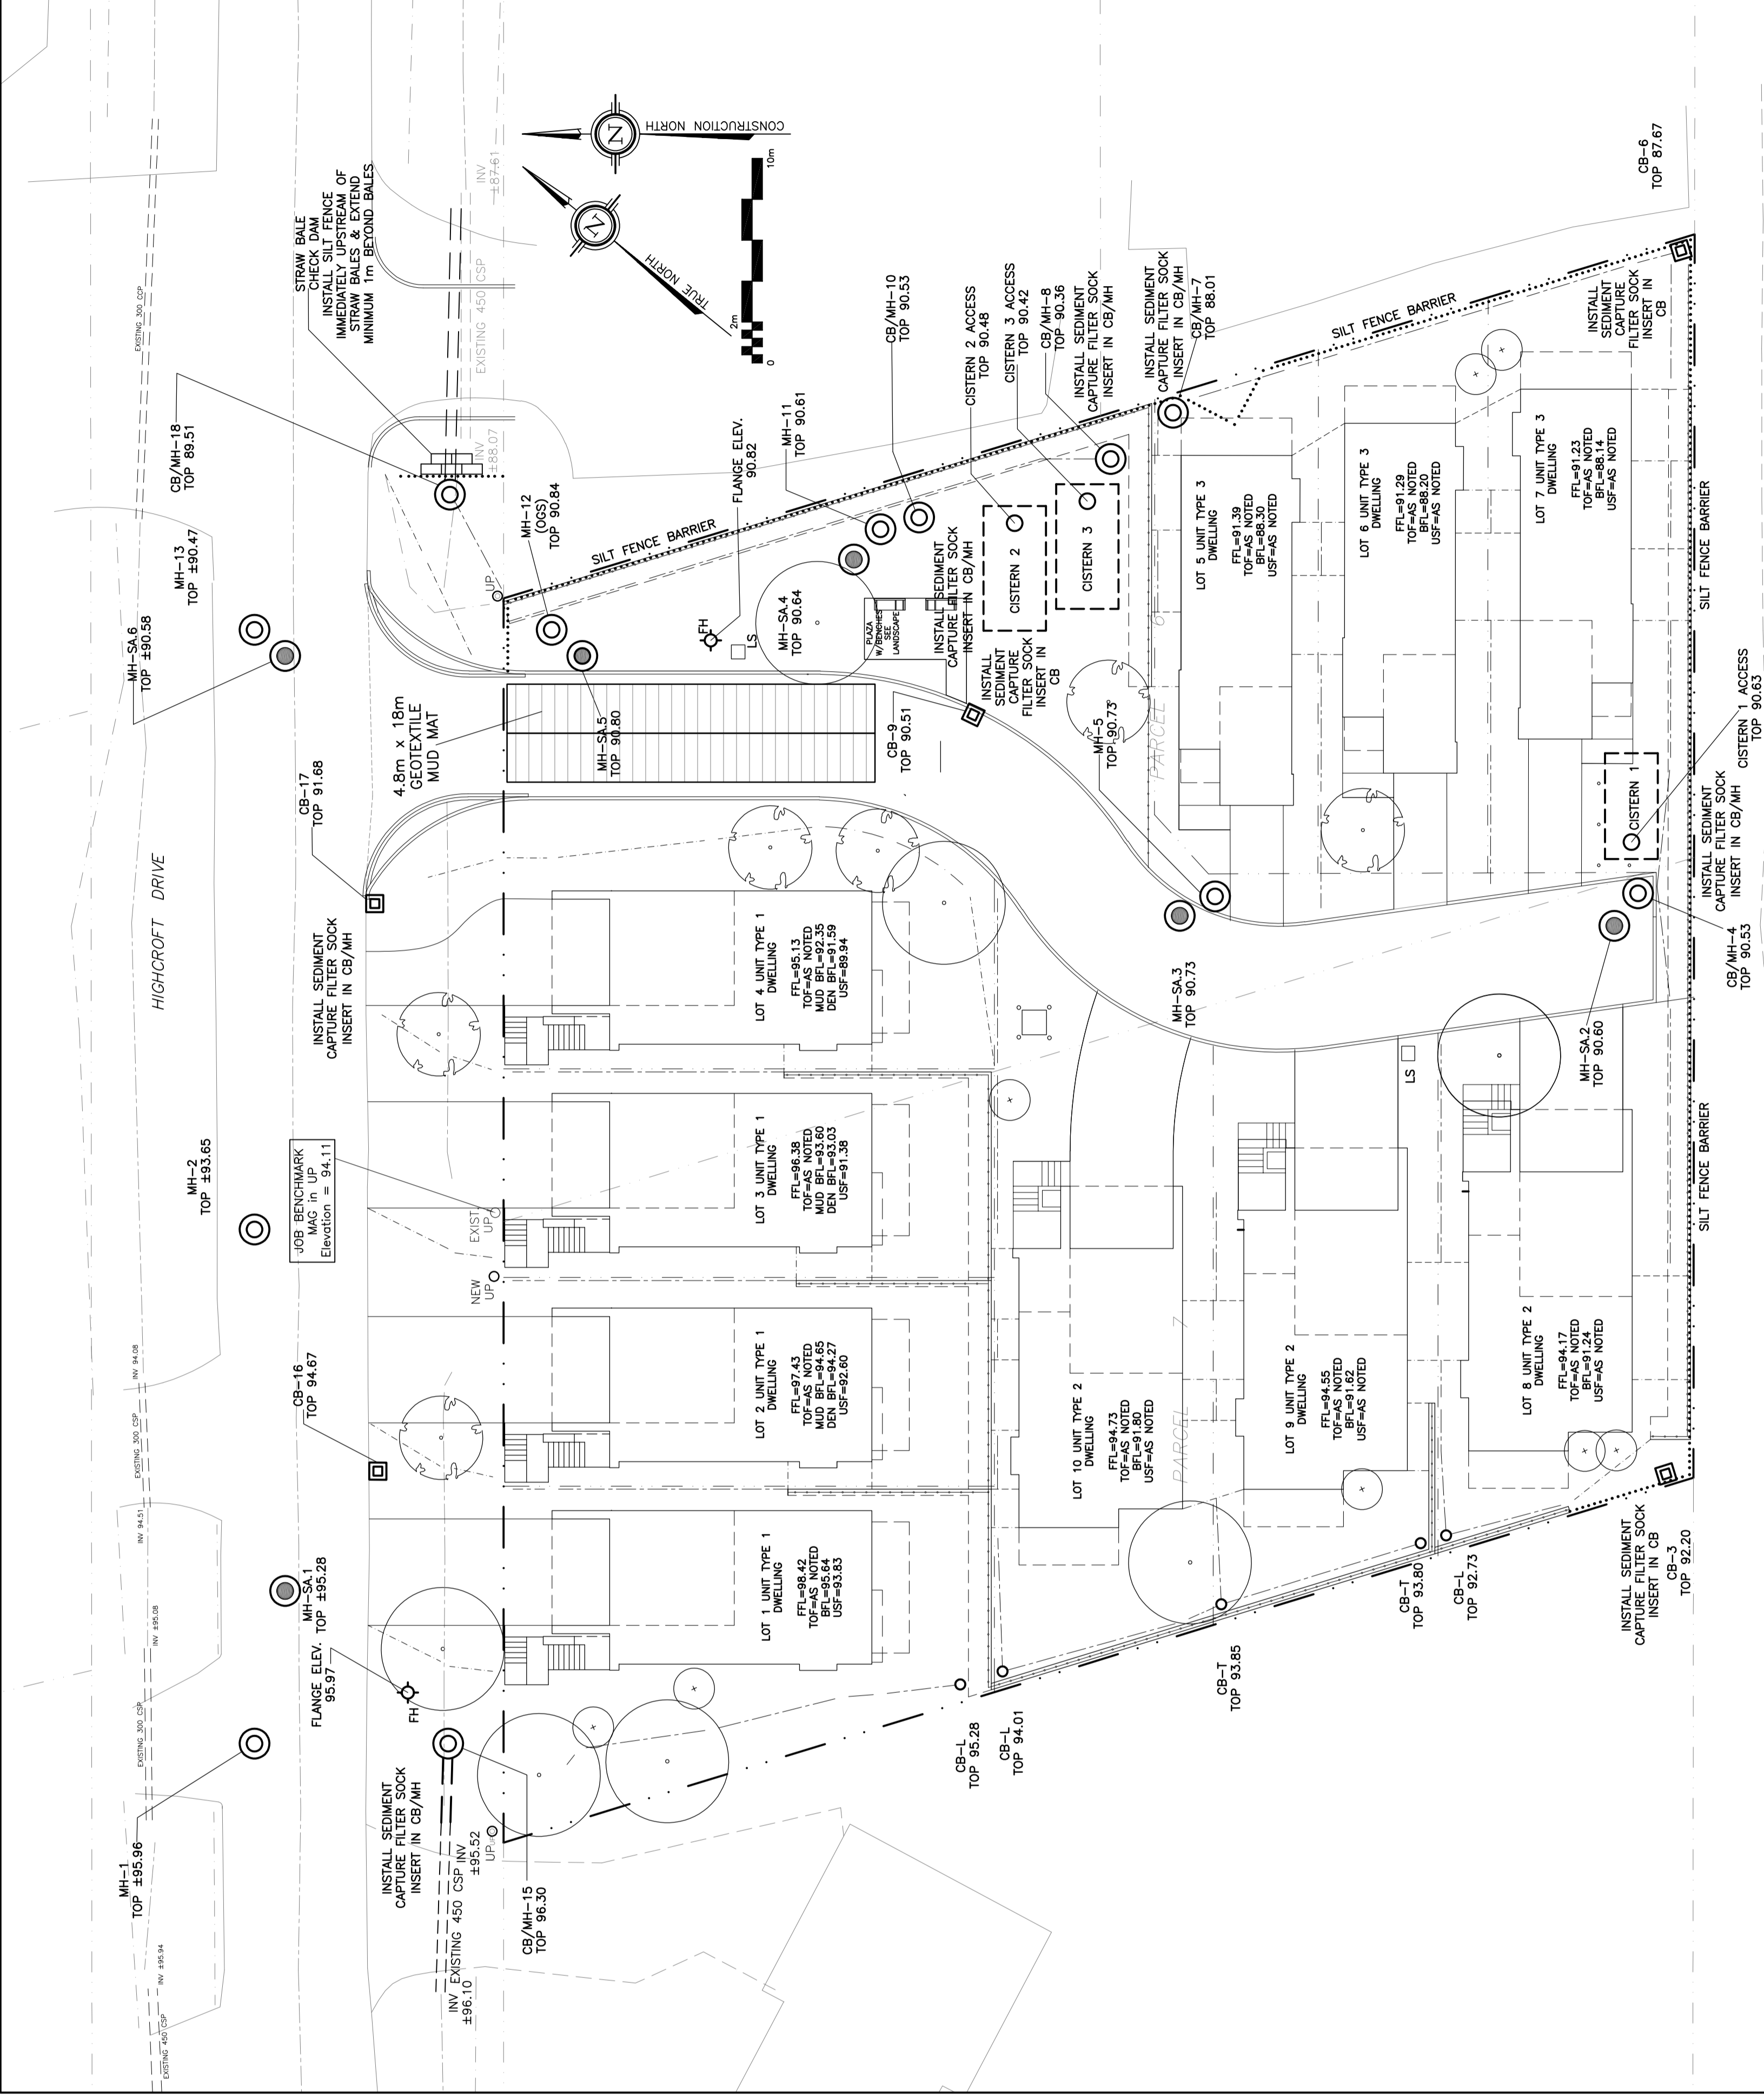 HIGHCROFT DRIVE
EXISTING 450 CSP
INV ±95.94
EXISTING 300 CSP
INV ±95.08
INV 94.51
EXISTING 300 CSP
INV 94.08
EXISTING 300 CCP
MH-1
TOP ±95.96
MH-2
TOP ±93.65
MH-SA.6
TOP ±90.58
MH-13
TOP ±90.47
CB/MH-18
TOP 89.51
STRAW BALE
CHECK DAM
INSTALL SILT FENCE
IMMEDIATELY UPSTREAM OF
STRAW BALES & EXTEND
MINIMUM 1m BEYOND BALES
INV
±87.61
EXISTING 450 CSP
INV
±88.07
MH-SA.1
TOP ±95.28
FLANGE ELEV.
95.97
FH
CB-16
TOP 94.67
JOB BENCHMARK
MAG in UP
Elevation = 94.11
CB-17
TOP 91.68
INSTALL SEDIMENT
CAPTURE FILTER SOCK
INSERT IN CB/MH
4.8m x 18m
GEOTEXTILE
MUD MAT
INSTALL SEDIMENT
CAPTURE FILTER SOCK
INSERT IN CB/MH
INV
±96.10
EXISTING 450 CSP
INV
±95.52
UP
CB/MH-15
TOP 96.30
NEW
UP
EXIST.
UP
UP
MH-12
(OGS)
TOP 90.84
SILT FENCE BARRIER
MH-SA.5
TOP 90.80
FLANGE ELEV.
90.82
FH
LS
MH-SA.4
TOP 90.64
MH-11
TOP 90.61
CB/MH-10
TOP 90.53
PLAZA
W/BENCHES
SEE
LANDSCAPE
INSTALL SEDIMENT
CAPTURE FILTER SOCK
INSERT IN CB/MH
CB-9
TOP 90.51
INSTALL
SEDIMENT
CAPTURE
FILTER SOCK
INSERT IN
CB
CISTERN 2 ACCESS
TOP 90.48
CISTERN 3 ACCESS
TOP 90.42
CB/MH-8
TOP 90.36
CISTERN 2
CISTERN 3
INSTALL SEDIMENT
CAPTURE FILTER SOCK
INSERT IN CB/MH
INSTALL SEDIMENT
CAPTURE FILTER SOCK
INSERT IN CB/MH
CB/MH-7
TOP 88.01
TRUE NORTH
N
CONSTRUCTION NORTH
N
0
2m
10m
LOT 1 UNIT TYPE 1
DWELLING
FFL=98.42
TOF=AS NOTED
BFL=95.64
USF=93.83
LOT 2 UNIT TYPE 1
DWELLING
FFL=97.43
TOF=AS NOTED
MUD BFL=94.65
DEN BFL=94.27
USF=92.60
LOT 3 UNIT TYPE 1
DWELLING
FFL=96.38
TOF=AS NOTED
MUD BFL=93.60
DEN BFL=93.03
USF=91.38
LOT 4 UNIT TYPE 1
DWELLING
FFL=95.13
TOF=AS NOTED
MUD BFL=92.35
DEN BFL=91.59
USF=89.94
CB-L
TOP 95.28
CB-L
TOP 94.01
CB-T
TOP 93.85
CB-T
TOP 93.80
CB-L
TOP 92.73
INSTALL SEDIMENT
CAPTURE FILTER SOCK
INSERT IN CB
CB-3
TOP 92.20
LOT 10 UNIT TYPE 2
DWELLING
FFL=94.73
TOF=AS NOTED
BFL=91.80
USF=AS NOTED
PARCEL 7
LOT 9 UNIT TYPE 2
DWELLING
FFL=94.55
TOF=AS NOTED
BFL=91.62
USF=AS NOTED
LOT 8 UNIT TYPE 2
DWELLING
FFL=94.17
TOF=AS NOTED
BFL=91.24
USF=AS NOTED
LS
MH-SA.3
TOP 90.73
MH-5
TOP 90.73
MH-SA.2
TOP 90.60
PARCEL 6
LOT 5 UNIT TYPE 3
DWELLING
FFL=91.39
TOF=AS NOTED
BFL=88.30
USF=AS NOTED
LOT 6 UNIT TYPE 3
DWELLING
FFL=91.29
TOF=AS NOTED
BFL=88.20
USF=AS NOTED
LOT 7 UNIT TYPE 3
DWELLING
FFL=91.23
TOF=AS NOTED
BFL=88.14
USF=AS NOTED
SILT FENCE BARRIER
CB-6
TOP 87.67
INSTALL
SEDIMENT
CAPTURE
FILTER SOCK
INSERT IN
CB
CISTERN 1
CISTERN 1 ACCESS
TOP 90.63
INSTALL SEDIMENT
CAPTURE FILTER SOCK
INSERT IN CB/MH
CB/MH-4
TOP 90.53
SILT FENCE BARRIER
SILT FENCE BARRIER